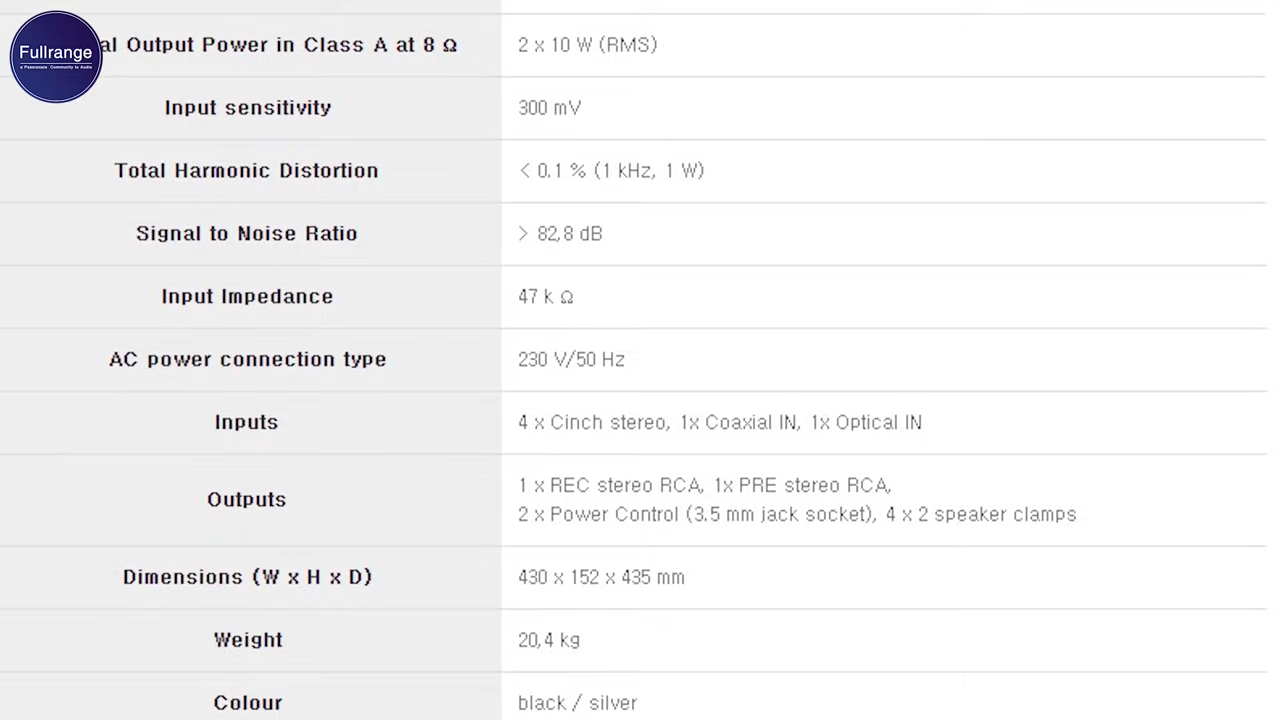 Fullrange
a Passionate Community to Audio
al Output Power in Class A at 8 Ω
2 x 10 W (RMS)
Input sensitivity
300 mV
Total Harmonic Distortion
< 0.1 % (1 kHz, 1 W)
Signal to Noise Ratio
> 82,8 dB
Input Impedance
47 k Ω
AC power connection type
230 V/50 Hz
Inputs
4 x Cinch stereo, 1x Coaxial IN, 1x Optical IN
Outputs
1 x REC stereo RCA, 1x PRE stereo RCA,
2 x Power Control (3.5 mm jack socket), 4 x 2 speaker clamps
Dimensions (W x H x D)
430 x 152 x 435 mm
Weight
20,4 kg
Colour
black / silver